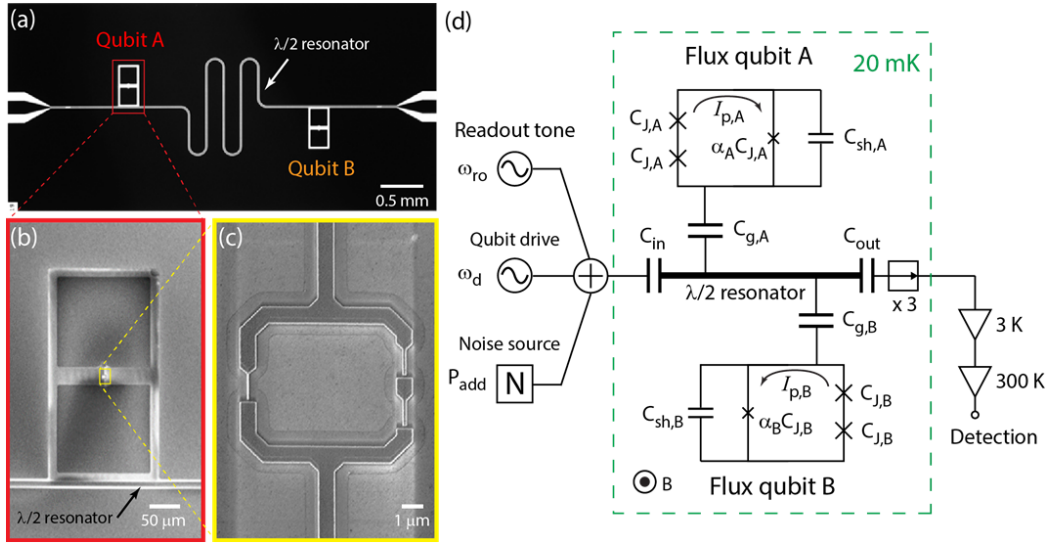 (a)
Qubit A
λ/2 resonator
Qubit B
0.5 mm
(b)
λ/2 resonator
50 μm
(c)
1 μm
(d)
20 mK
Flux qubit A
C_J,A
C_J,A
I_p,A
α_A C_J,A
C_sh,A
C_g,A
Readout tone
ω_ro
Qubit drive
ω_d
Noise source
P_add
N
C_in
λ/2 resonator
C_out
x 3
C_g,B
C_sh,B
α_B C_J,B
I_p,B
C_J,B
C_J,B
B
Flux qubit B
3 K
300 K
Detection